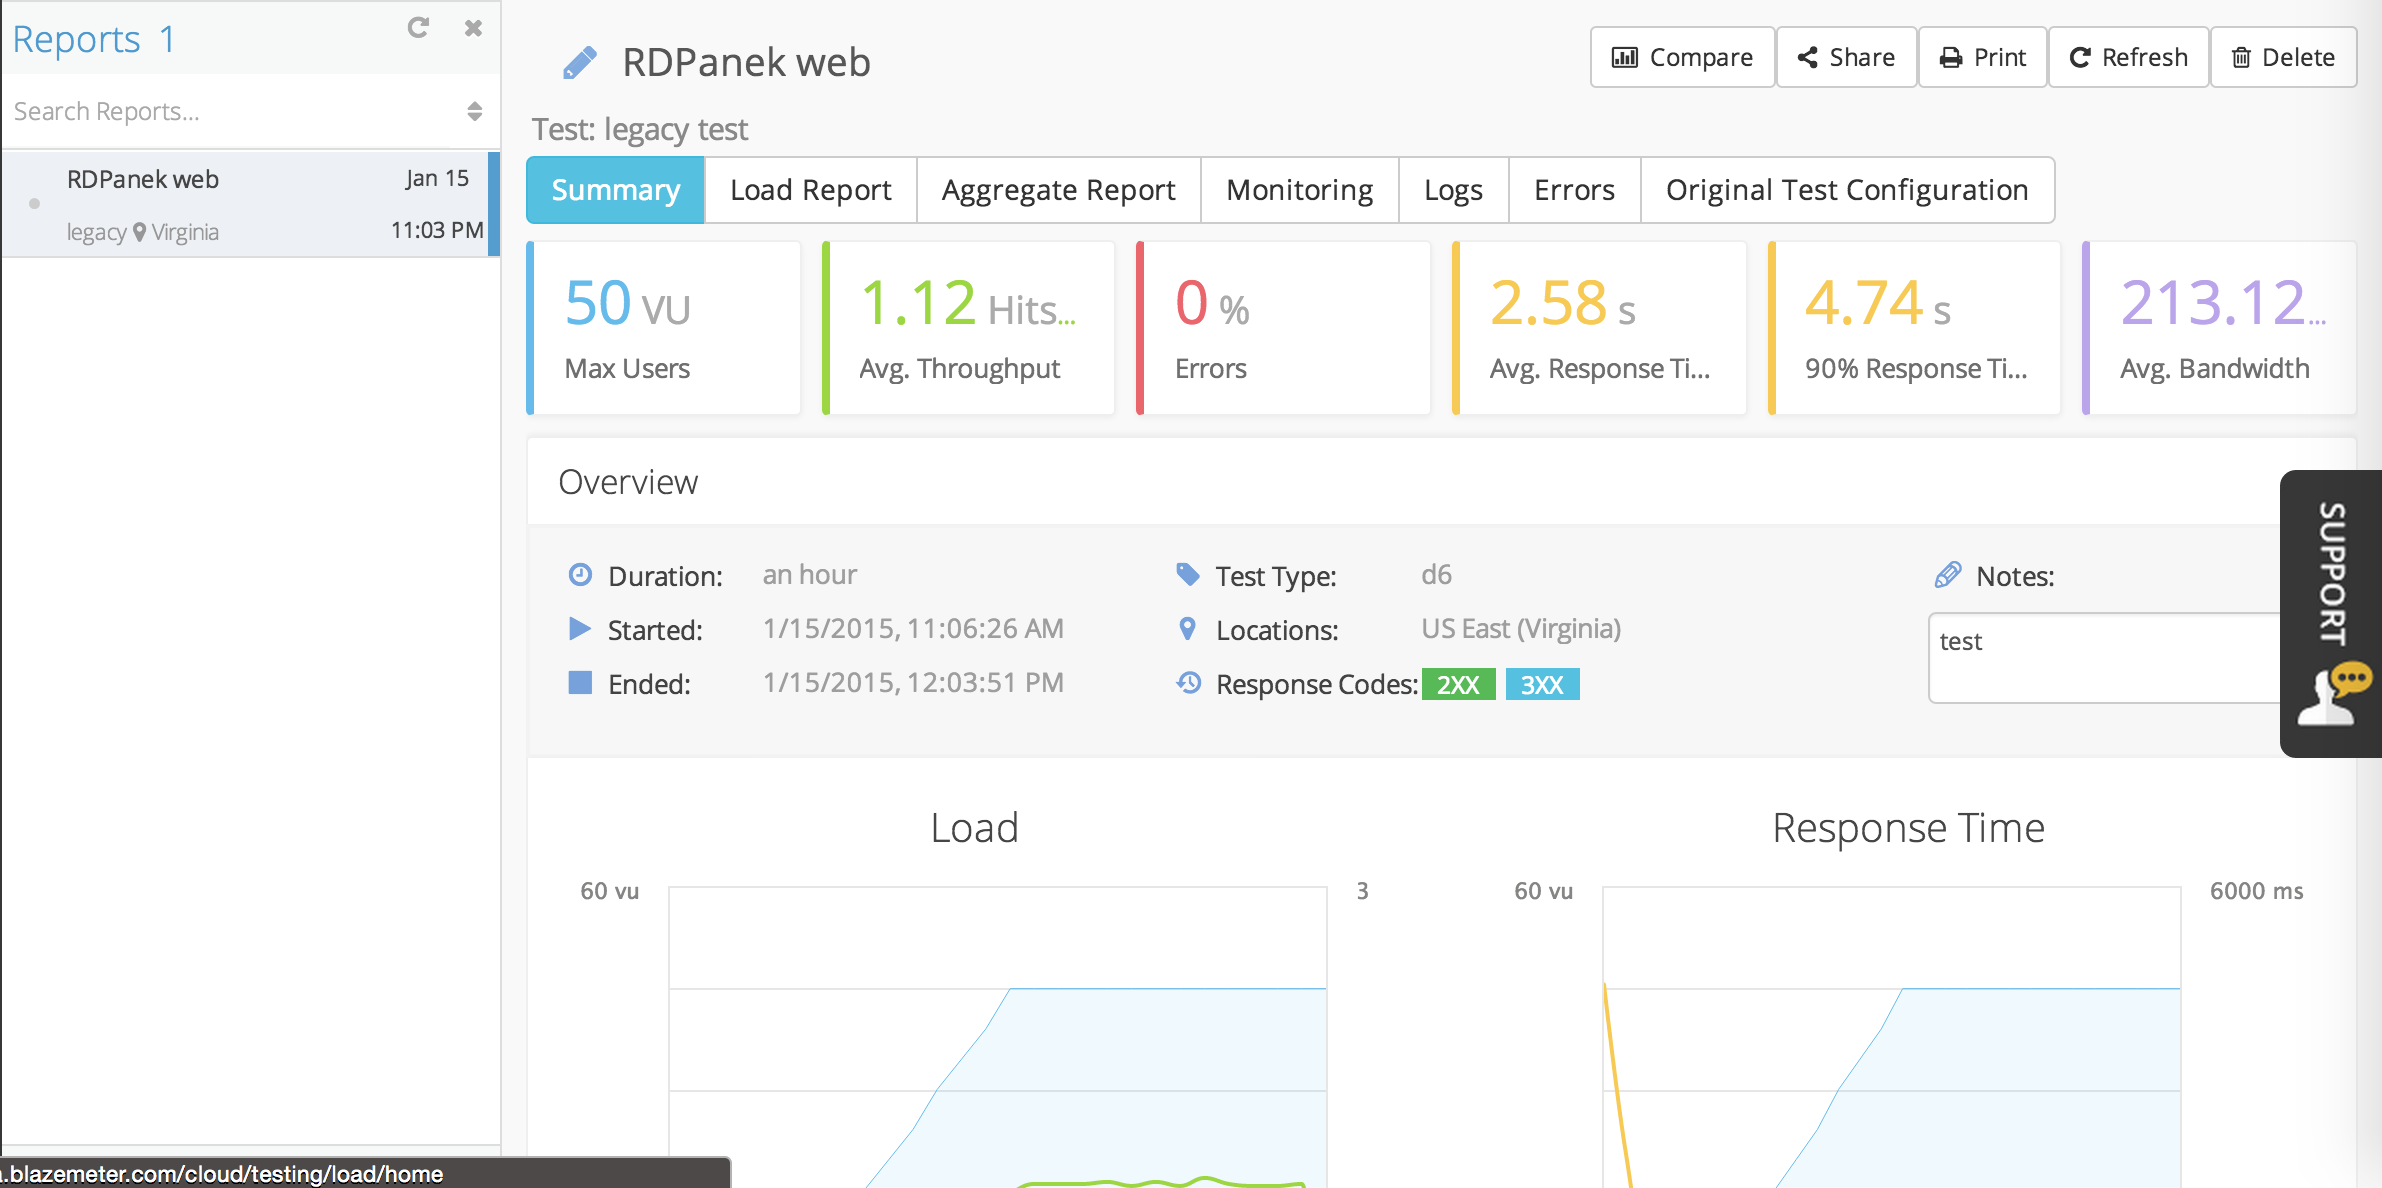 Reports 1
Search Reports...
RDPanek web Jan 15
legacy Virginia 11:03 PM
RDPanek web
Compare Share Print Refresh Delete
Test: legacy test
Summary Load Report Aggregate Report Monitoring Logs Errors Original Test Configuration
50 VU
Max Users
1.12 Hits...
Avg. Throughput
0 %
Errors
2.58 s
Avg. Response Ti...
4.74 s
90% Response Ti...
213.12...
Avg. Bandwidth
Overview
Duration: an hour
Started: 1/15/2015, 11:06:26 AM
Ended: 1/15/2015, 12:03:51 PM
Test Type: d6
Locations: US East (Virginia)
Response Codes: 2XX 3XX
Notes:
test
SUPPORT
Load
60 vu 3
Response Time
60 vu 6000 ms
.blazemeter.com/cloud/testing/load/home